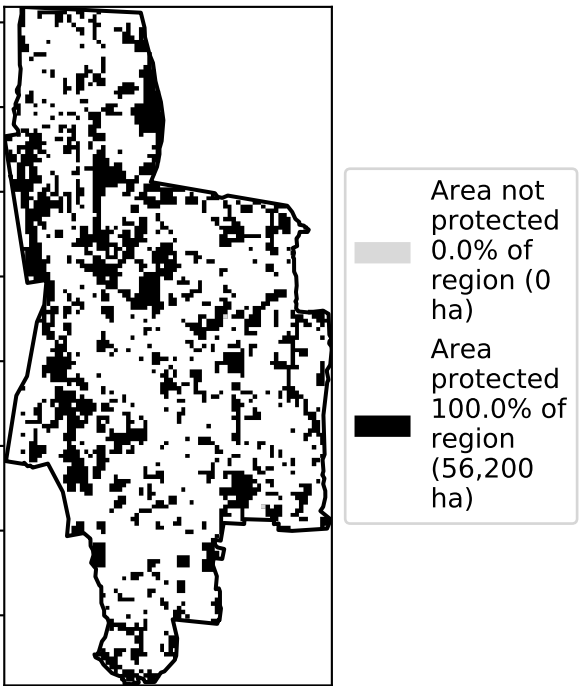 Area not
protected
0.0% of
region (0
ha)
Area
protected
100.0% of
region
(56,200
ha)